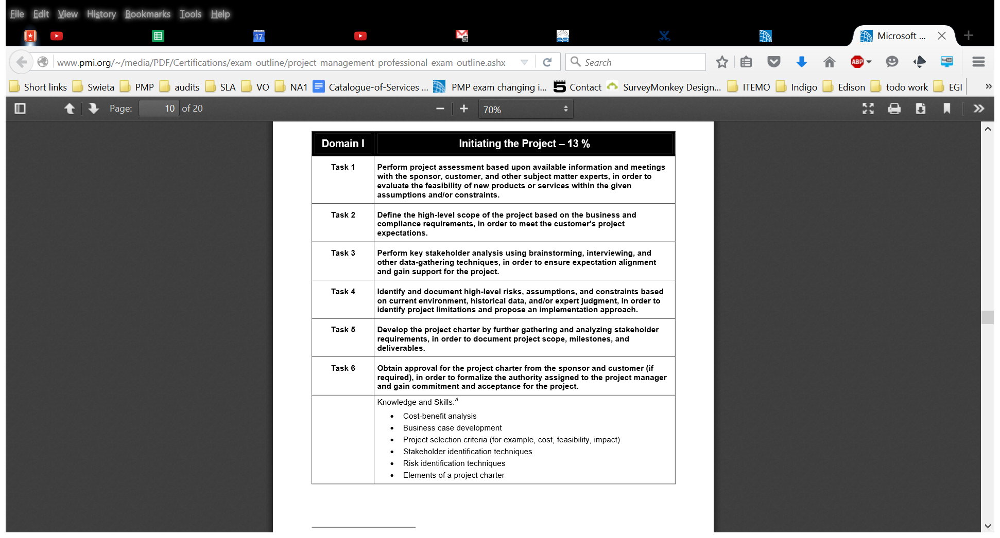 File Edit View History Bookmarks Tools Help
17 5 Microsoft ...
www.pmi.org/~/media/PDF/Certifications/exam-outline/project-management-professional-exam-outline.ashx Search ABP
Short links Swieta PMP audits SLA VO NA1 Catalogue-of-Services ... PMP exam changing i... 5 Contact SurveyMonkey Design... ITEMO Indigo Edison todo work EGI »
Page: 10 of 20 70%
Domain I Initiating the Project – 13 %
Task 1 Perform project assessment based upon available information and meetings
with the sponsor, customer, and other subject matter experts, in order to
evaluate the feasibility of new products or services within the given
assumptions and/or constraints.
Task 2 Define the high-level scope of the project based on the business and
compliance requirements, in order to meet the customer's project
expectations.
Task 3 Perform key stakeholder analysis using brainstorming, interviewing, and
other data-gathering techniques, in order to ensure expectation alignment
and gain support for the project.
Task 4 Identify and document high-level risks, assumptions, and constraints based
on current environment, historical data, and/or expert judgment, in order to
identify project limitations and propose an implementation approach.
Task 5 Develop the project charter by further gathering and analyzing stakeholder
requirements, in order to document project scope, milestones, and
deliverables.
Task 6 Obtain approval for the project charter from the sponsor and customer (if
required), in order to formalize the authority assigned to the project manager
and gain commitment and acceptance for the project.
Knowledge and Skills:A
• Cost-benefit analysis
• Business case development
• Project selection criteria (for example, cost, feasibility, impact)
• Stakeholder identification techniques
• Risk identification techniques
• Elements of a project charter